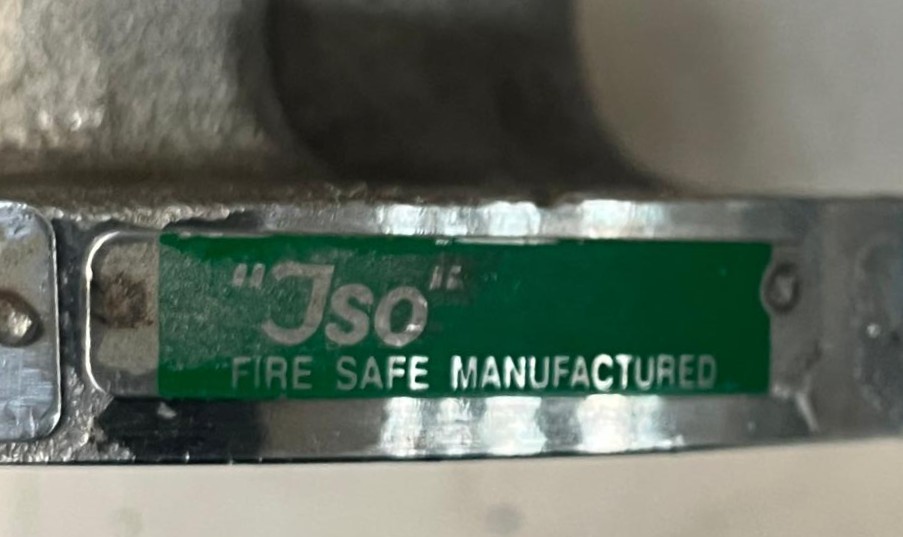 "Iso"
FIRE SAFE MANUFACTURED